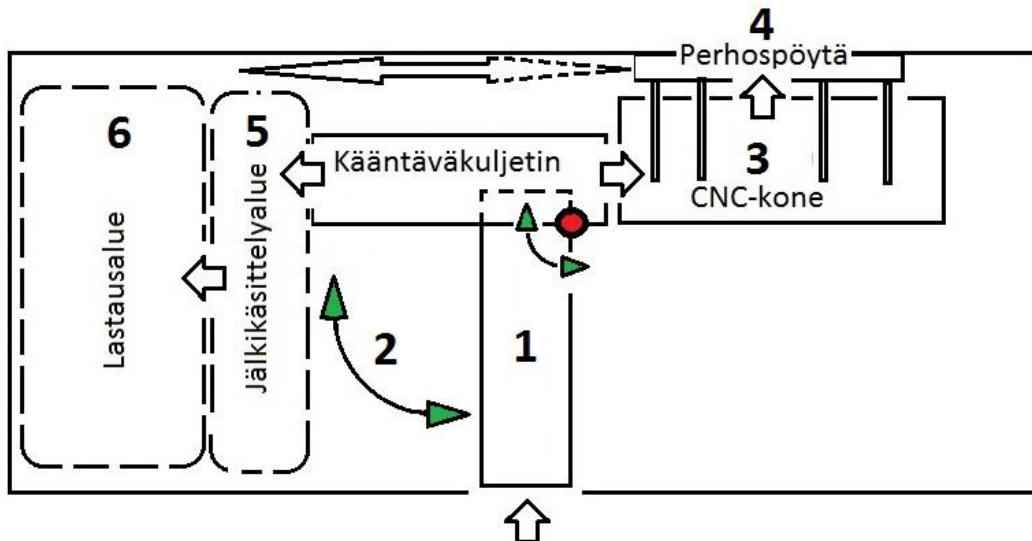 4
Perhospöytä
6
5
Kääntäväkuljetin
3
CNC-kone
Lastausalue
Jälkikäsittelyalue
2
1